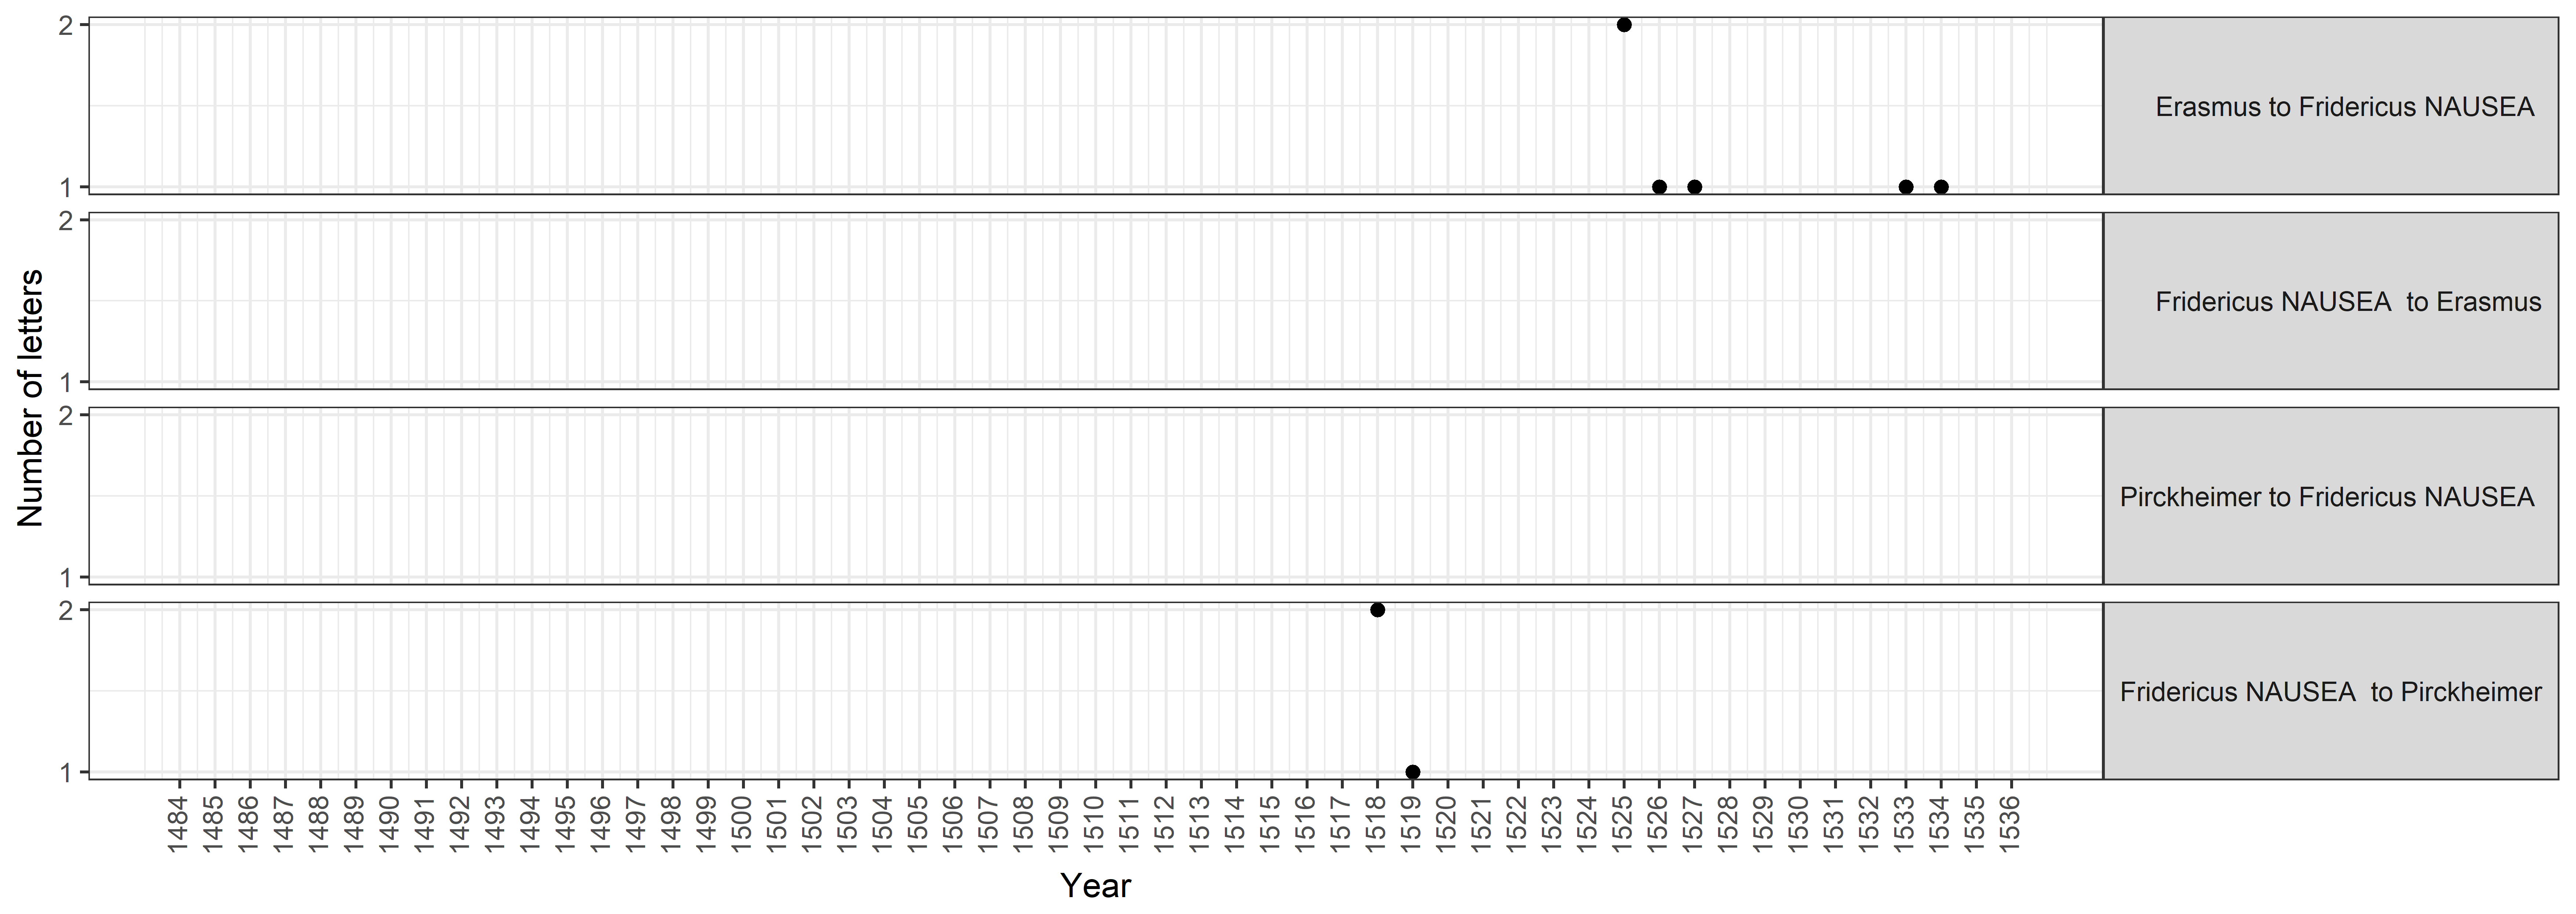 Number of letters
2
1
Erasmus to Fridericus NAUSEA
2
1
Fridericus NAUSEA  to Erasmus
2
1
Pirckheimer to Fridericus NAUSEA
2
1
Fridericus NAUSEA  to Pirckheimer
1484 1485 1486 1487 1488 1489 1490 1491 1492 1493 1494 1495 1496 1497 1498 1499 1500 1501 1502 1503 1504 1505 1506 1507 1508 1509 1510 1511 1512 1513 1514 1515 1516 1517 1518 1519 1520 1521 1522 1523 1524 1525 1526 1527 1528 1529 1530 1531 1532 1533 1534 1535 1536
Year